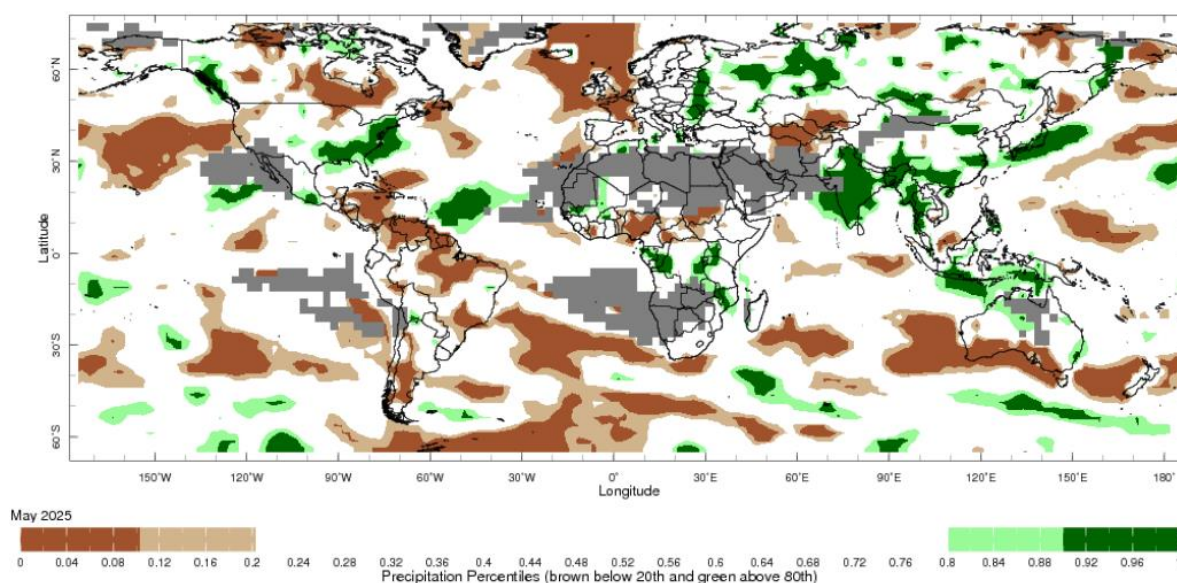 60°N
30°N
0°
30°S
60°S
Latitude
150°W 120°W 90°W 60°W 30°W 0° 30°E 60°E 90°E 120°E 150°E 180°
Longitude
May 2025
0 0.04 0.08 0.12 0.16 0.2 0.24 0.28 0.32 0.36 0.4 0.44 0.48 0.52 0.56 0.6 0.64 0.68 0.72 0.76 0.8 0.84 0.88 0.92 0.96
Precipitation Percentiles (brown below 20th and green above 80th)